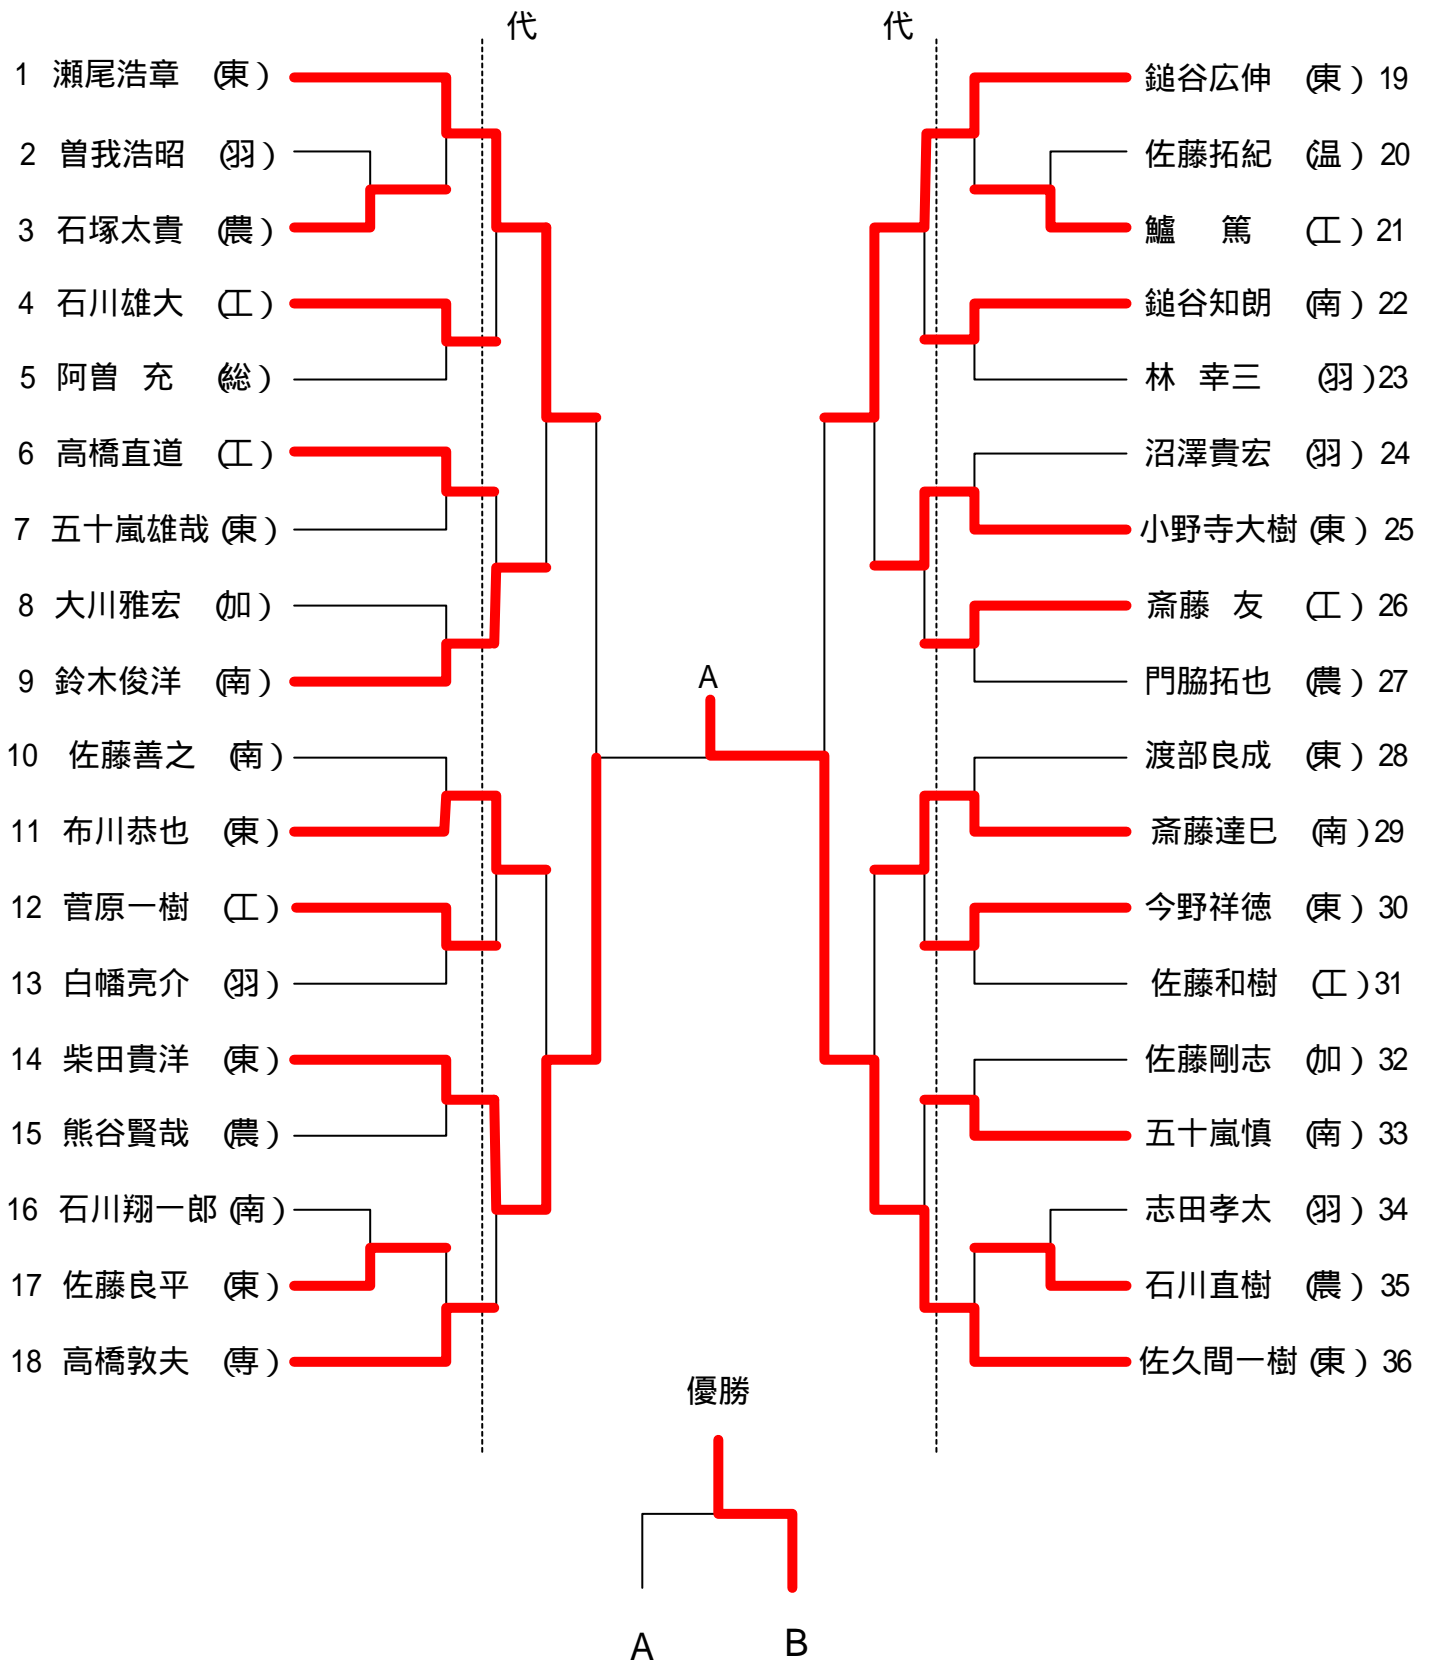 代
代
1 瀬尾浩章 (東)
2 曽我浩昭 (羽)
3 石塚太貴 (農)
4 石川雄大 (工)
5 阿曽 充 (総)
6 高橋直道 (工)
7 五十嵐雄哉 (東)
8 大川雅宏 (加)
9 鈴木俊洋 (南)
10 佐藤善之 (南)
11 布川恭也 (東)
12 菅原一樹 (工)
13 白幡亮介 (羽)
14 柴田貴洋 (東)
15 熊谷賢哉 (農)
16 石川翔一郎 (南)
17 佐藤良平 (東)
18 高橋敦夫 (専)
A
鎚谷広伸 (東) 19
佐藤拓紀 (温) 20
鱸 篤 (工) 21
鎚谷知朗 (南) 22
林 幸三 (羽) 23
沼澤貴宏 (羽) 24
小野寺大樹 (東) 25
斎藤 友 (工) 26
門脇拓也 (農) 27
渡部良成 (東) 28
斎藤達巳 (南) 29
今野祥徳 (東) 30
佐藤和樹 (工) 31
佐藤剛志 (加) 32
五十嵐慎 (南) 33
志田孝太 (羽) 34
石川直樹 (農) 35
佐久間一樹 (東) 36
優勝
A
B